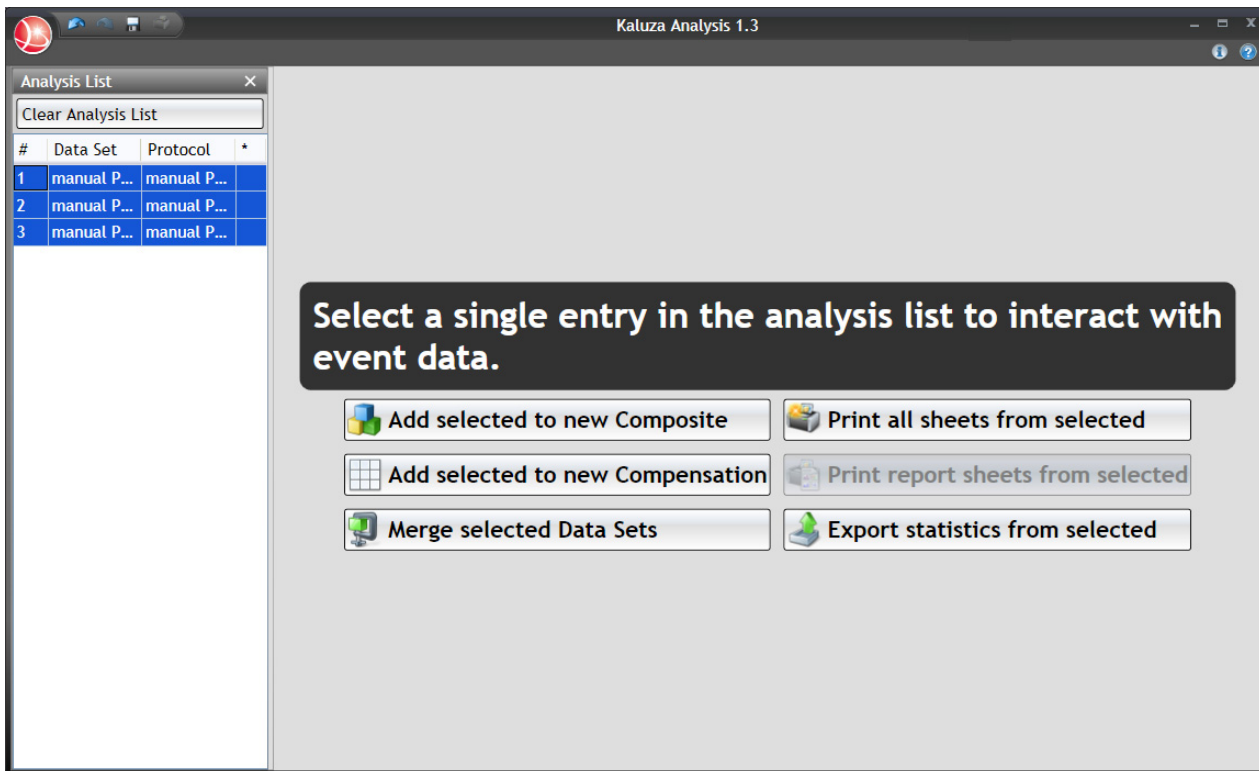 Kaluza Analysis 1.3
Analysis List
Clear Analysis List
# Data Set Protocol *
1 manual P... manual P...
2 manual P... manual P...
3 manual P... manual P...
Select a single entry in the analysis list to interact with
event data.
Add selected to new Composite
Print all sheets from selected
Add selected to new Compensation
Print report sheets from selected
Merge selected Data Sets
Export statistics from selected